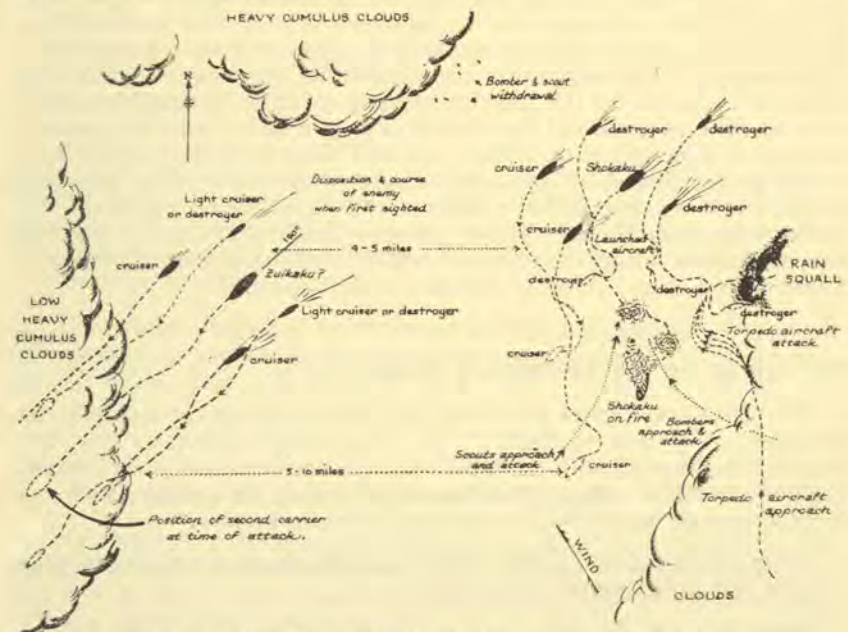 HEAVY CUMULUS CLOUDS
N
Bomber & scout
withdrawal
destroyer
destroyer
cruiser
Shokaku
Disposition & course
of enemy
when first sighted
Light cruiser
or destroyer
190°
destroyer
cruiser
Launched
aircraft
4-5 miles
cruiser
Zuikaku?
RAIN
SQUALL
destroyer
destroyer
LOW
HEAVY
CUMULUS
CLOUDS
Light cruiser or destroyer
destroyer
Torpedo aircraft
attack
cruiser
cruiser
Shokaku
on fire
Bombers
approach &
attack
Scouts approach
and attack
5-10 miles
cruiser
Torpedo aircraft
approach
Position of second carrier
at time of attack.
WIND
CLOUDS